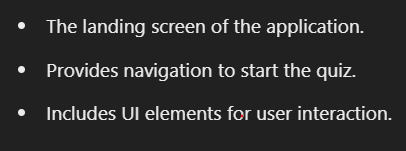 • The landing screen of the application.
• Provides navigation to start the quiz.
• Includes UI elements for user interaction.